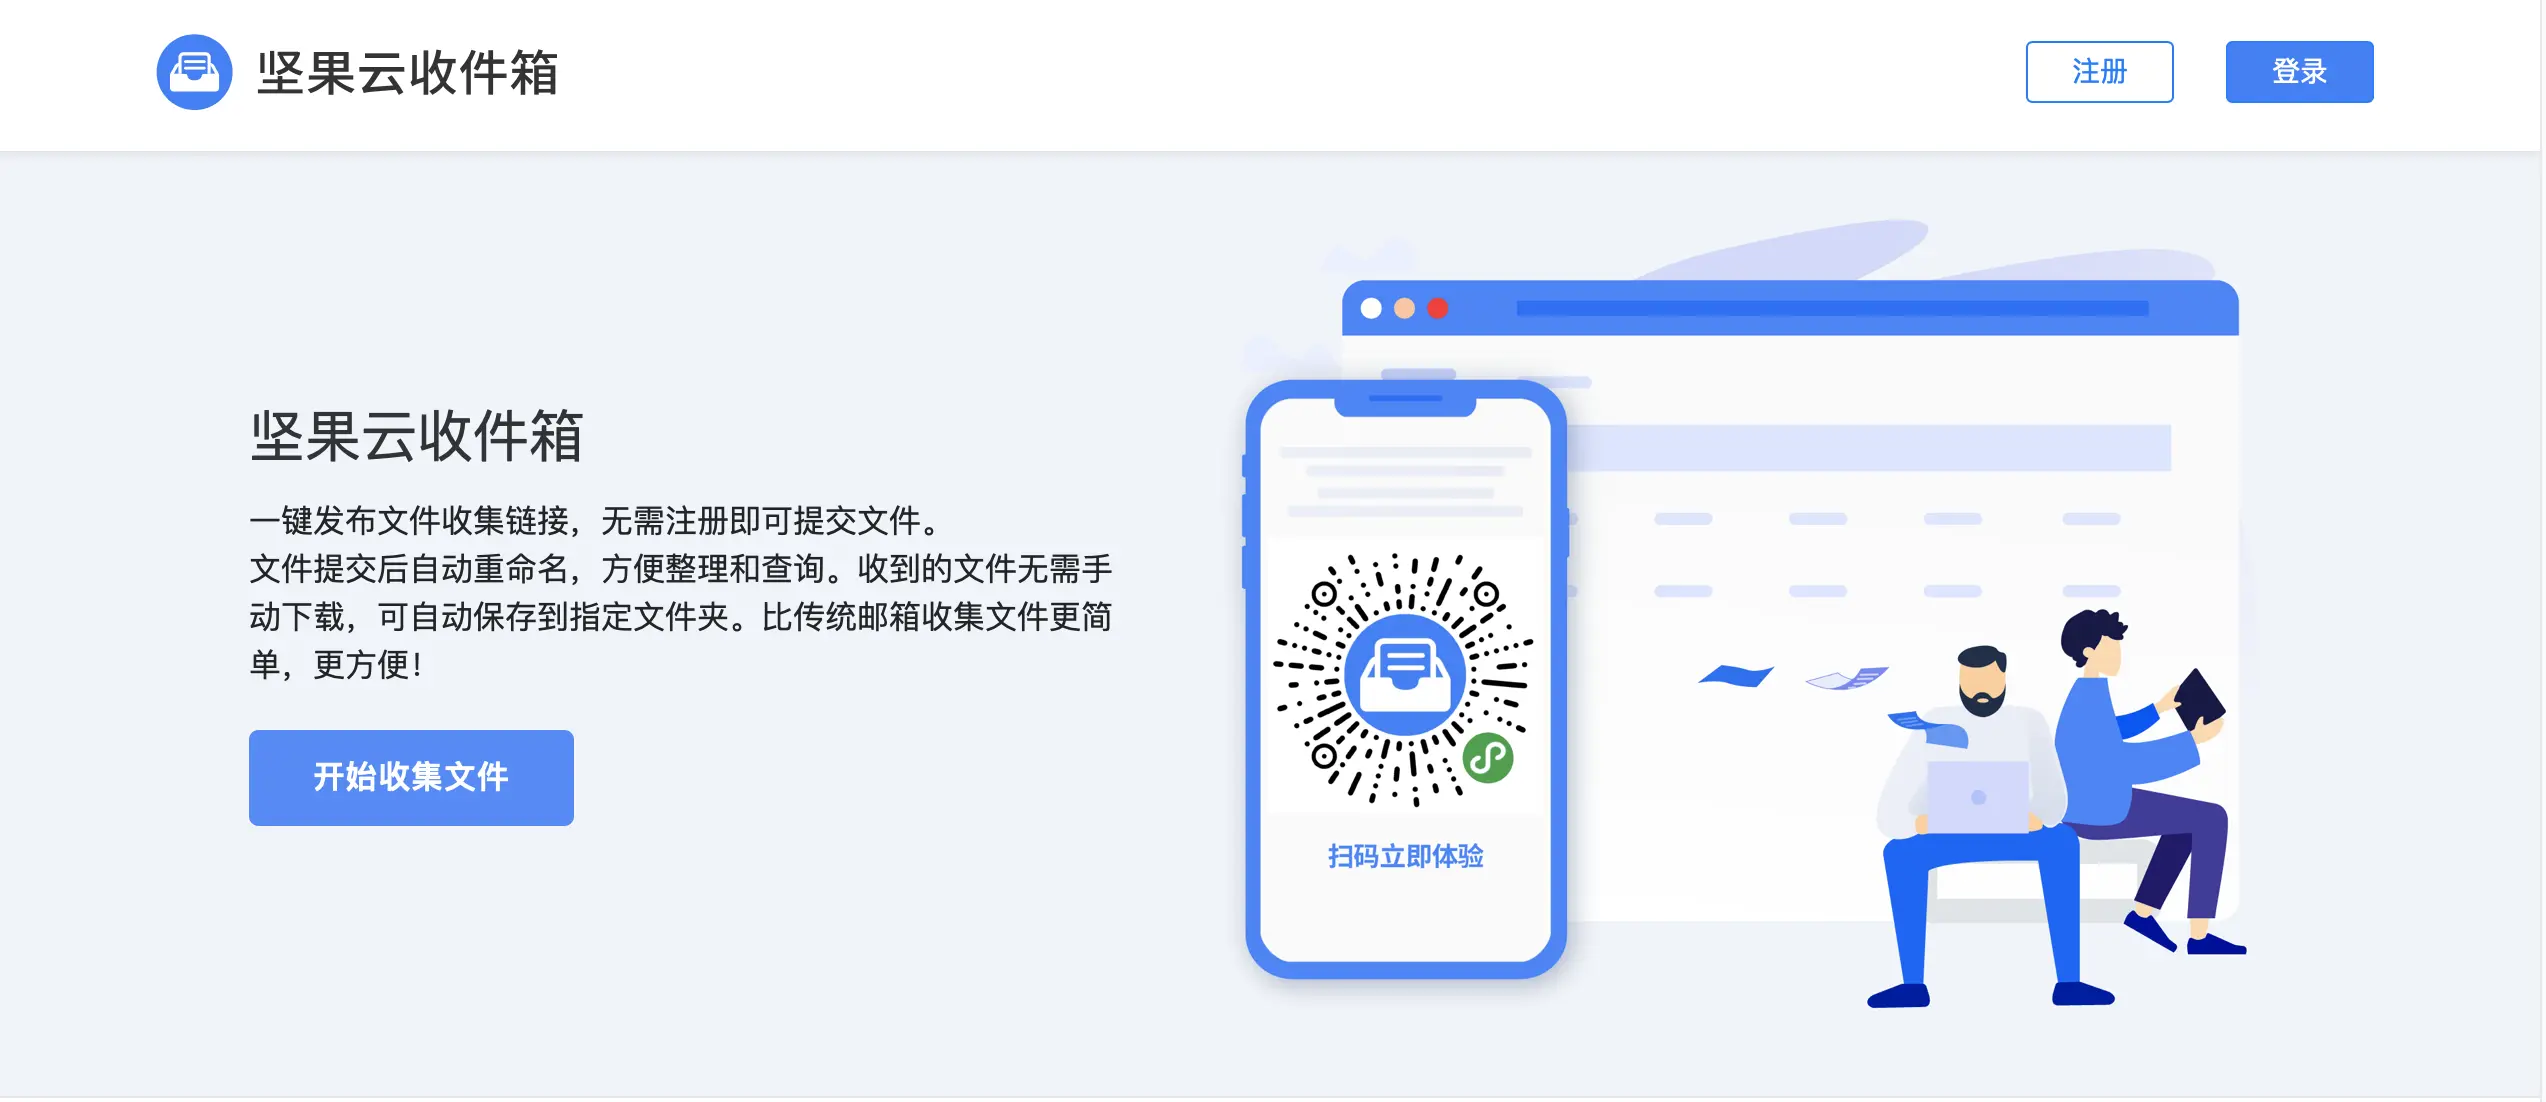 坚果云收件箱
注册
登录
坚果云收件箱
一键发布文件收集链接，无需注册即可提交文件。
文件提交后自动重命名，方便整理和查询。收到的文件无需手
动下载，可自动保存到指定文件夹。比传统邮箱收集文件更简
单，更方便！
开始收集文件
扫码立即体验